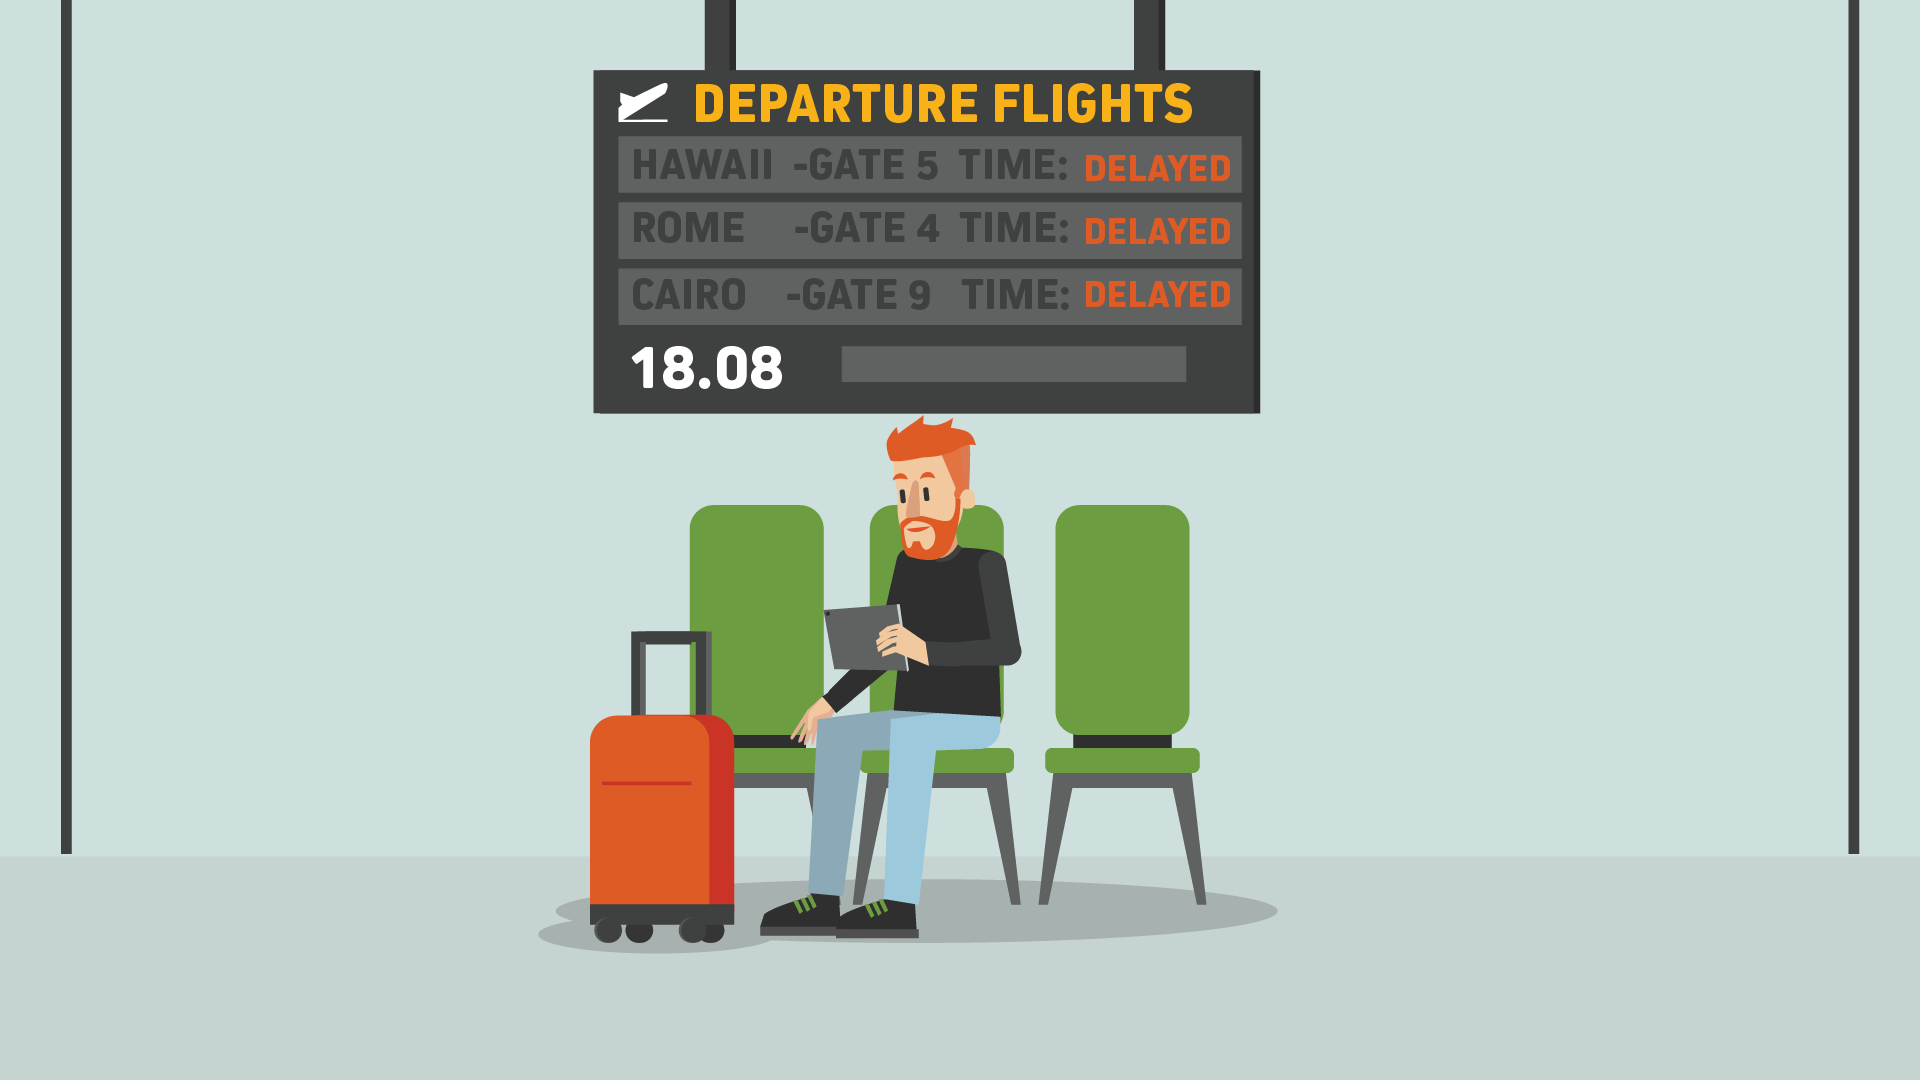 DEPARTURE FLIGHTS
HAWAII -GATE 5 TIME: DELAYED
ROME -GATE 4 TIME: DELAYED
CAIRO -GATE 9 TIME: DELAYED
18.08